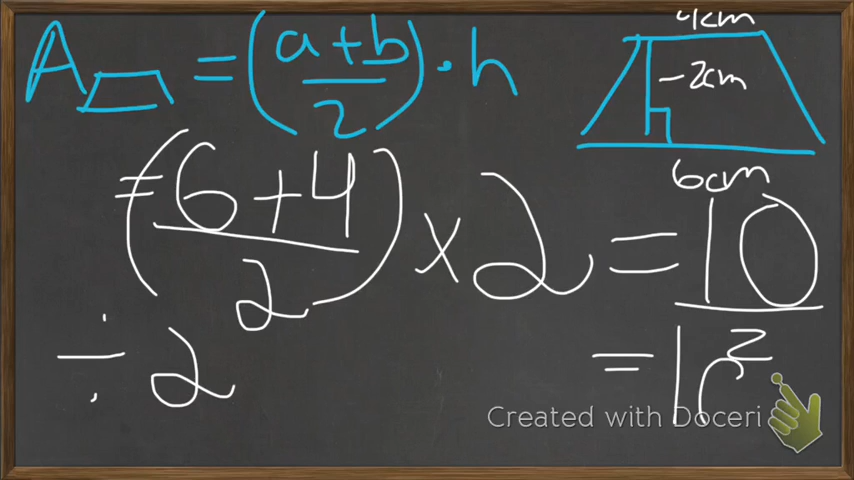 A = (a+b/2) · h
4cm
-2cm
6cm
= (6+4/2) x 2 = 10
÷ 2
Created with Doceri